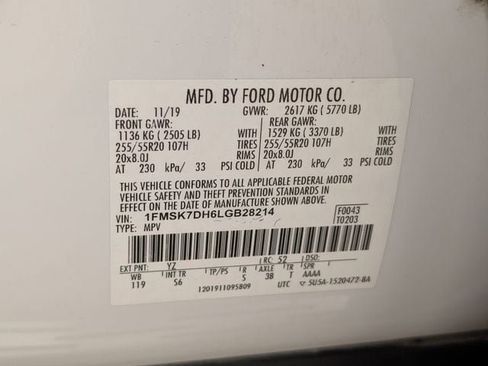 MFD. BY FORD MOTOR CO.
DATE: 11/19 GVWR: 2617 KG ( 5770 LB)
FRONT GAWR: REAR GAWR:
1136 KG ( 2505 LB) WITH 1529 KG ( 3370 LB) WITH
255/55R20 107H TIRES 255/55R20 107H TIRES
20x8.0J RIMS 20x8.0J RIMS
AT 230 kPa/ 33 PSI COLD AT 230 kPa/ 33 PSI COLD
THIS VEHICLE CONFORMS TO ALL APPLICABLE FEDERAL MOTOR
VEHICLE SAFETY AND THEFT PREVENTION STANDARDS IN
EFFECT ON THE DATE OF MANUFACTURE SHOWN ABOVE.
VIN: 1FMSK7DH6LGB28214 F0043
TYPE: MPV T0203
EXT PNT: YZ RC: 52
WB INT TR TP/PS R AXLE TR SPR
119 S6 5 38 T AAAA
1201911095809 UTC 5U5A-1520472-BA